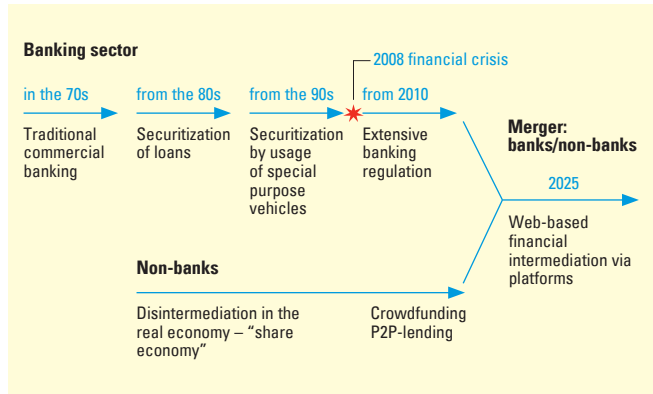 Banking sector
2008 financial crisis
in the 70s
from the 80s
from the 90s
from 2010
Traditional
commercial
banking
Securitization
of loans
Securitization
by usage
of special
purpose
vehicles
Extensive
banking
regulation
Merger:
banks/non-banks
2025
Web-based
financial
intermediation via
platforms
Non-banks
Disintermediation in the
real economy – “share
economy”
Crowdfunding
P2P-lending